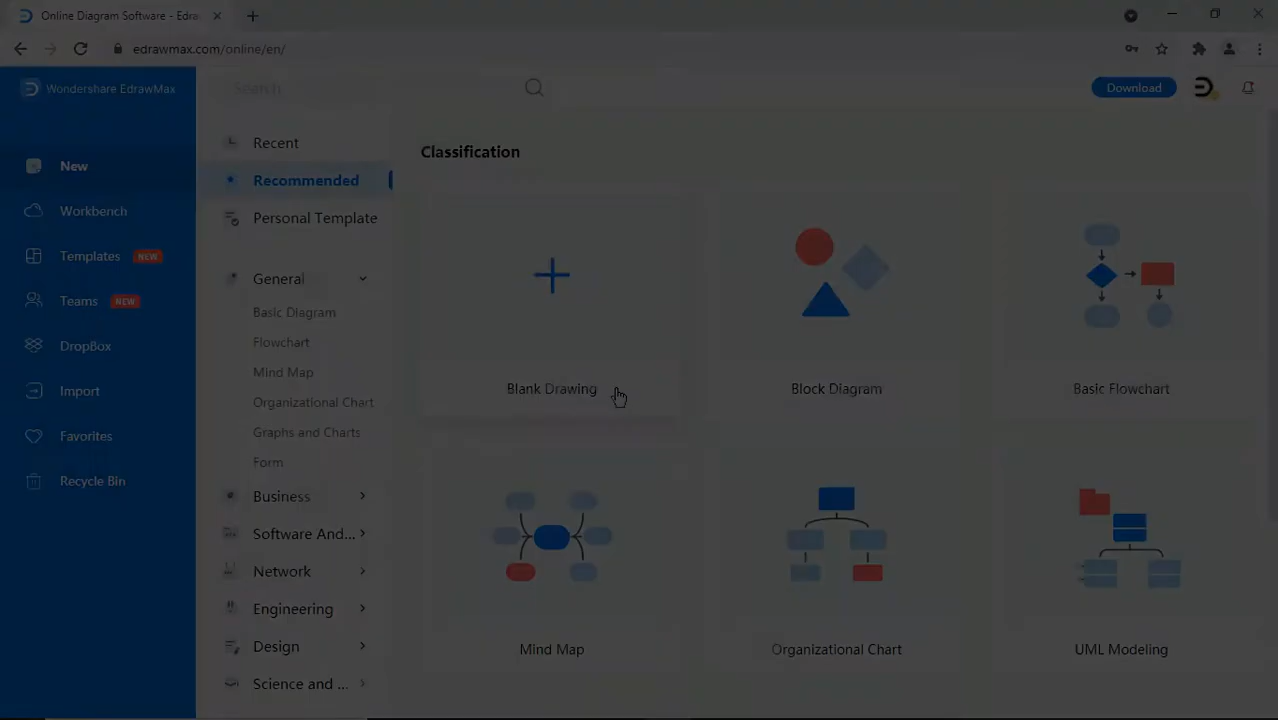 Online Diagram Software - Edra
edrawmax.com/online/en/
Wondershare EdrawMax
Search
Download
New
Workbench
Templates NEW
Teams NEW
DropBox
Import
Favorites
Recycle Bin
Recent
Recommended
Personal Template
General
Basic Diagram
Flowchart
Mind Map
Organizational Chart
Graphs and Charts
Form
Business
Software And...
Network
Engineering
Design
Science and ...
Classification
Blank Drawing
Block Diagram
Basic Flowchart
Mind Map
Organizational Chart
UML Modeling